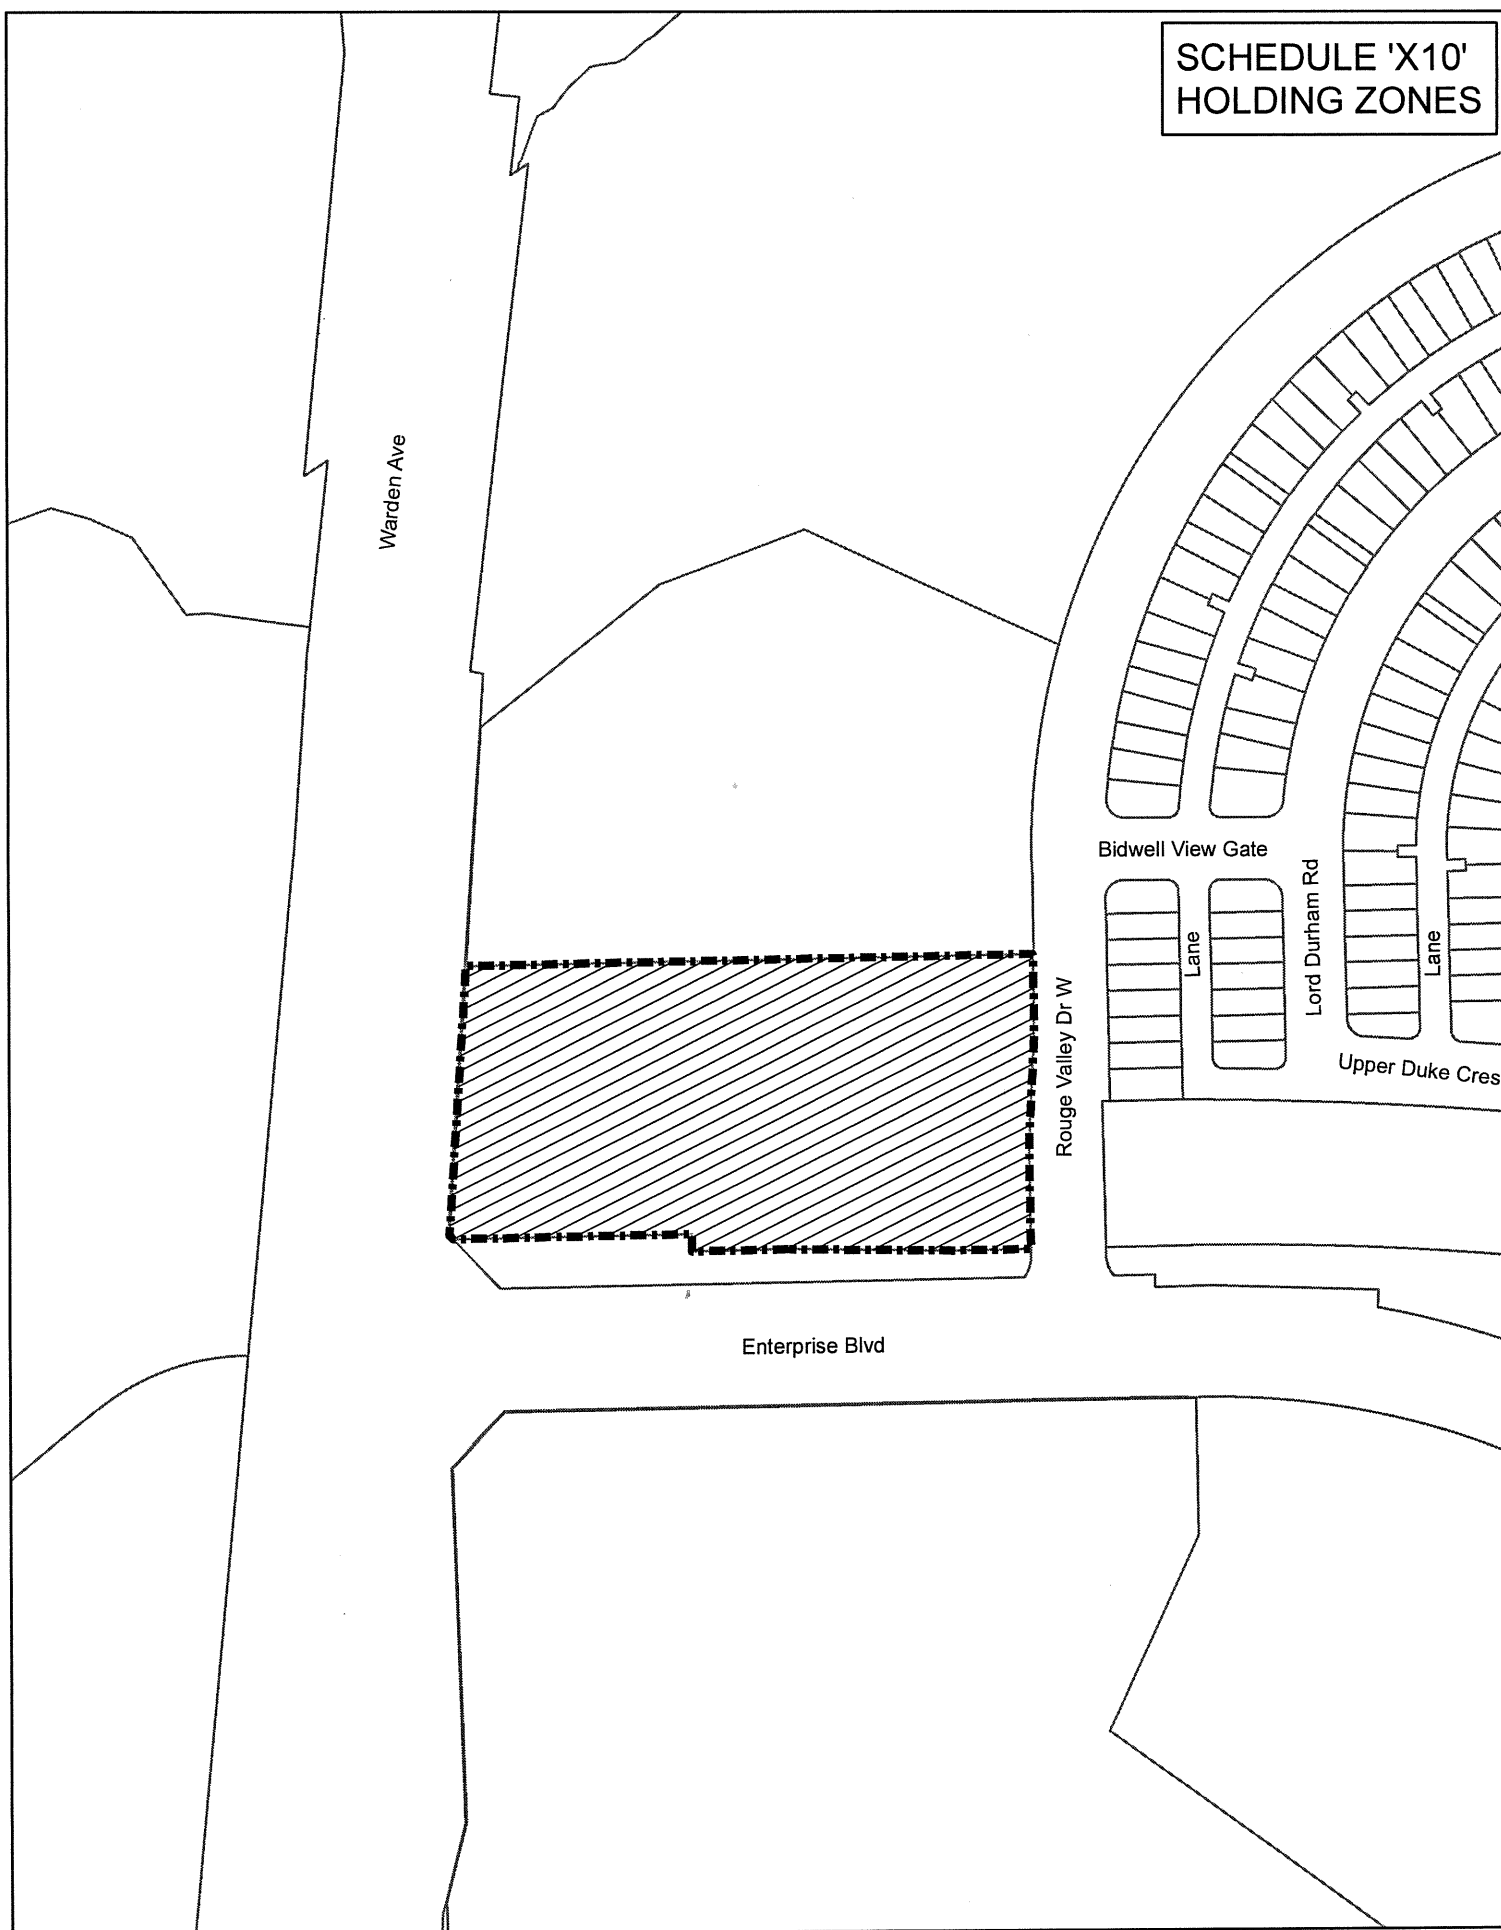 SCHEDULE 'X10'
HOLDING ZONES
Warden Ave
Bidwell View Gate
Lord Durham Rd
Lane
Lane
Rouge Valley Dr W
Upper Duke Cres
Enterprise Blvd